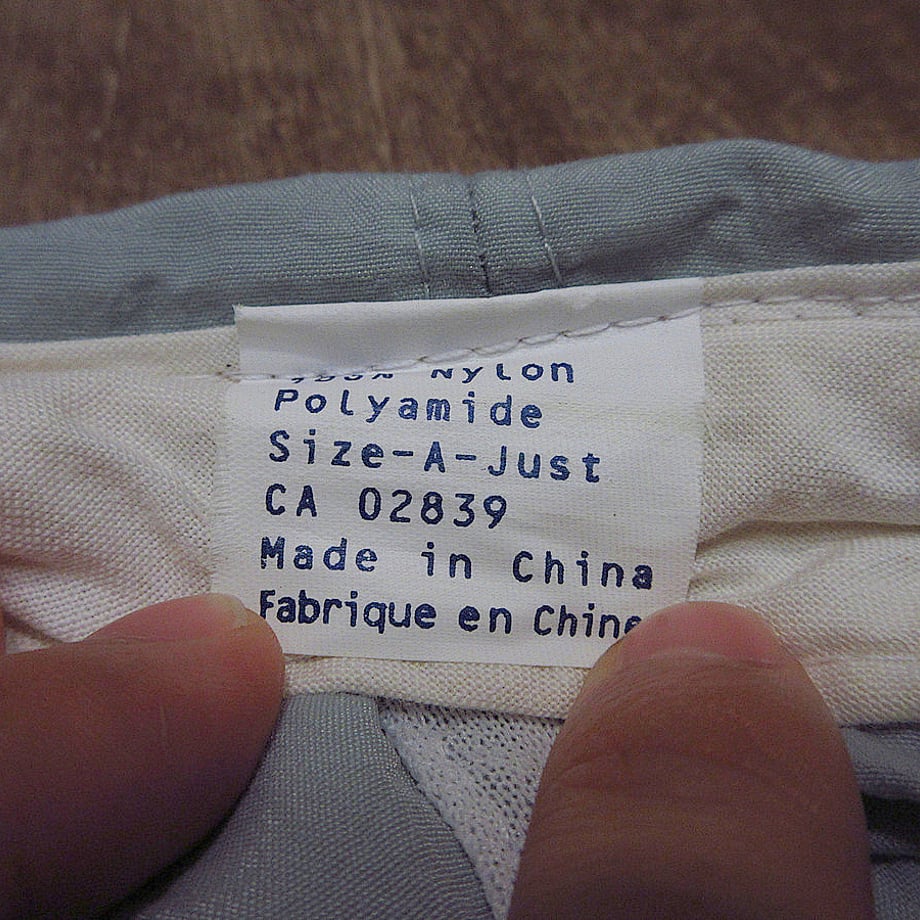 Nylon
Polyamide
Size-A-Just
CA 02839
Made in China
Fabrique en Chine